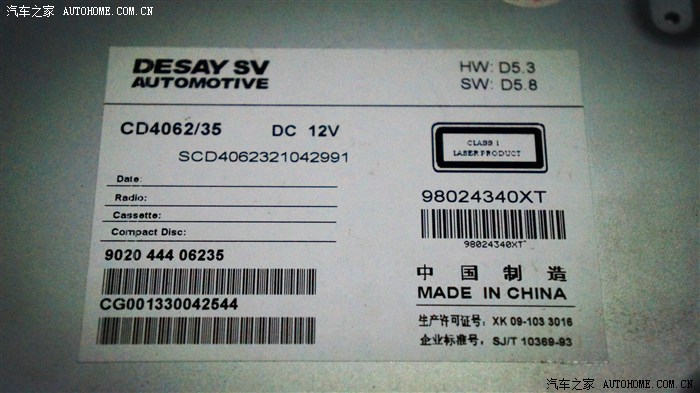 汽车之家 AUTOHOME.COM.CN
DESAY SV
AUTOMOTIVE
HW: D5.3
SW: D5.8
CD4062/35 DC 12V
SCD4062321042991
CLASS 1
LASER PRODUCT
Date:
Radio:
Cassette:
Compact Disc:
98024340XT
98024340XT
9020 444 06235
CG001330042544
中国制造
MADE IN CHINA
生产许可证号: XK 09-103 3016
企业标准号: SJ/T 10369-93
汽车之家 AUTOHOME.COM.CN